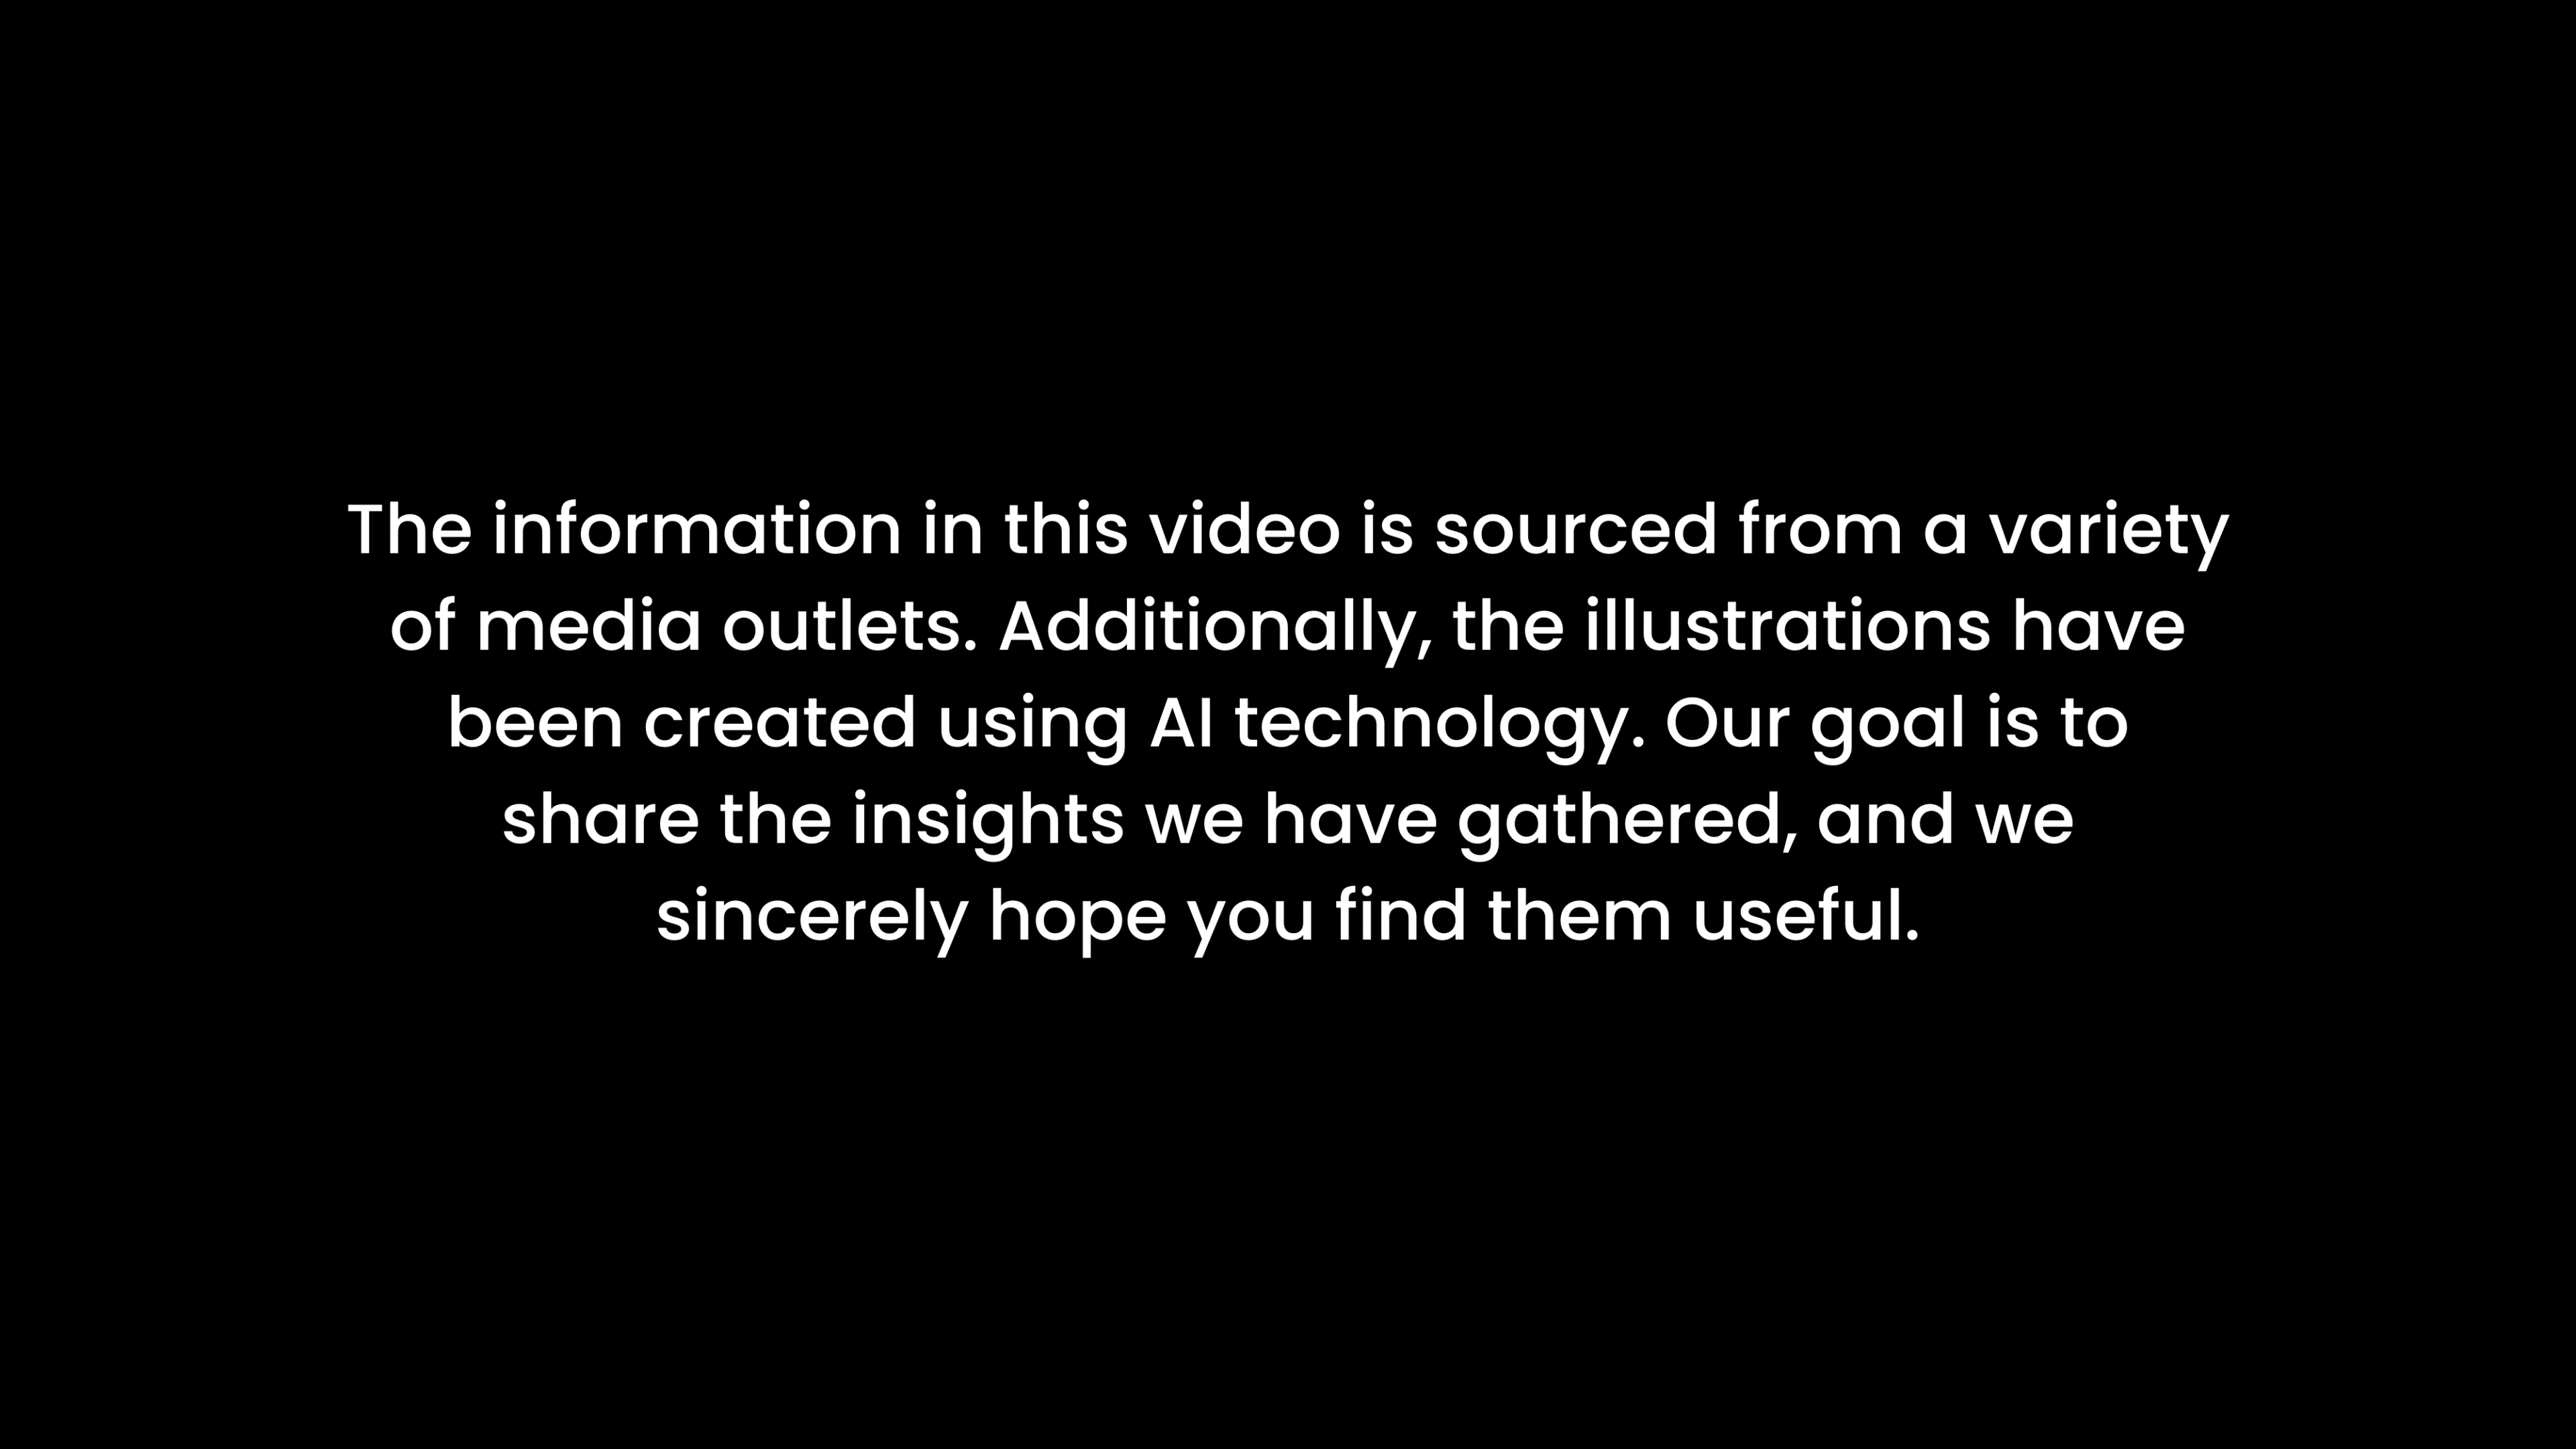 The information in this video is sourced from a variety
of media outlets. Additionally, the illustrations have
been created using AI technology. Our goal is to
share the insights we have gathered, and we
sincerely hope you find them useful.